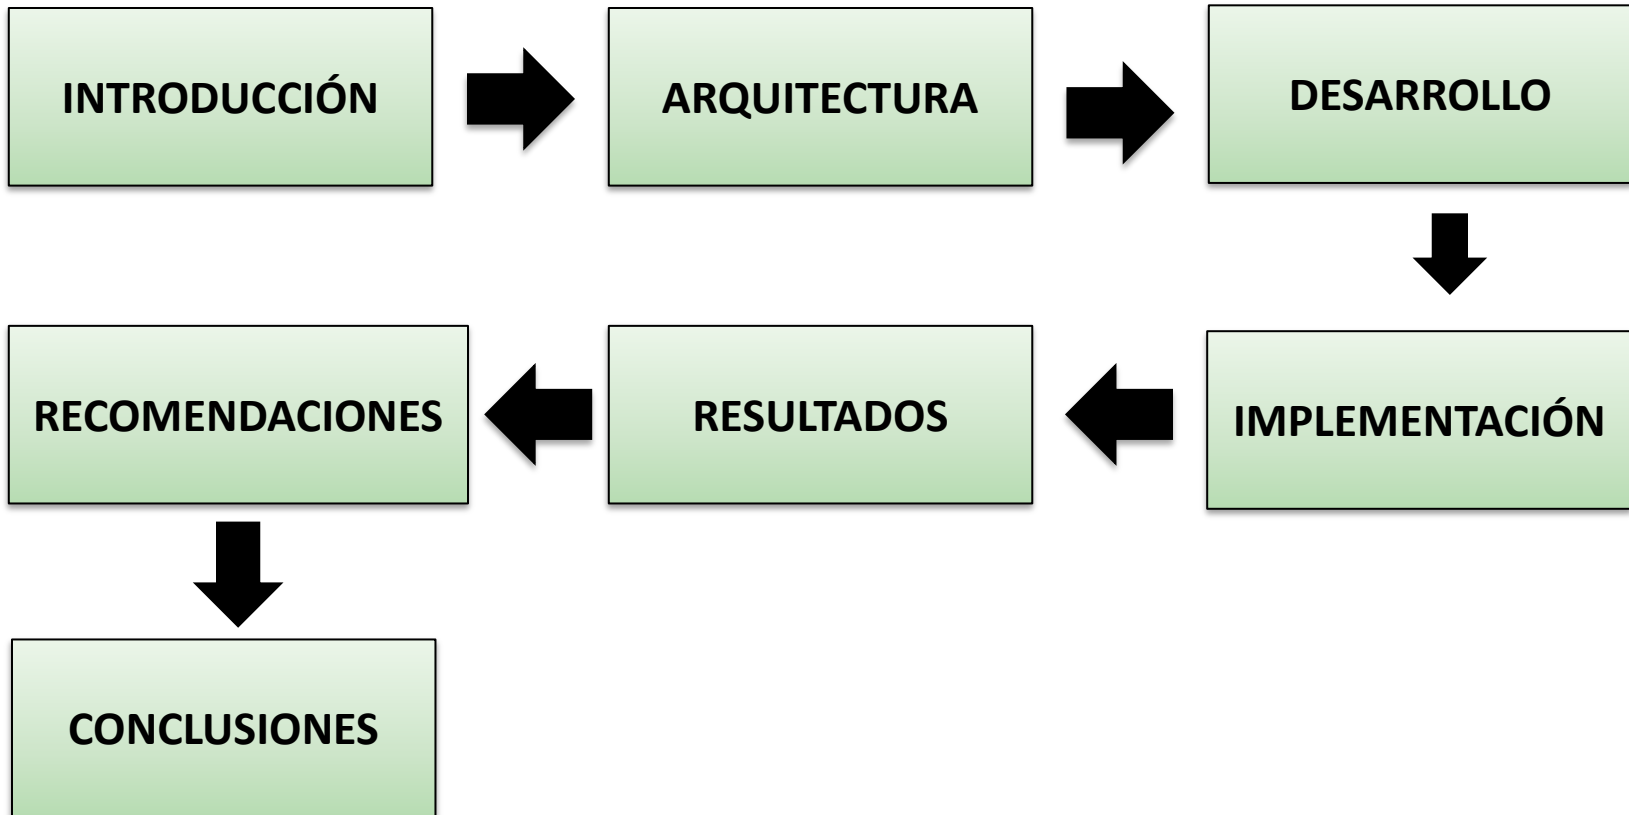 INTRODUCCIÓN
ARQUITECTURA
DESARROLLO
IMPLEMENTACIÓN
RESULTADOS
RECOMENDACIONES
CONCLUSIONES